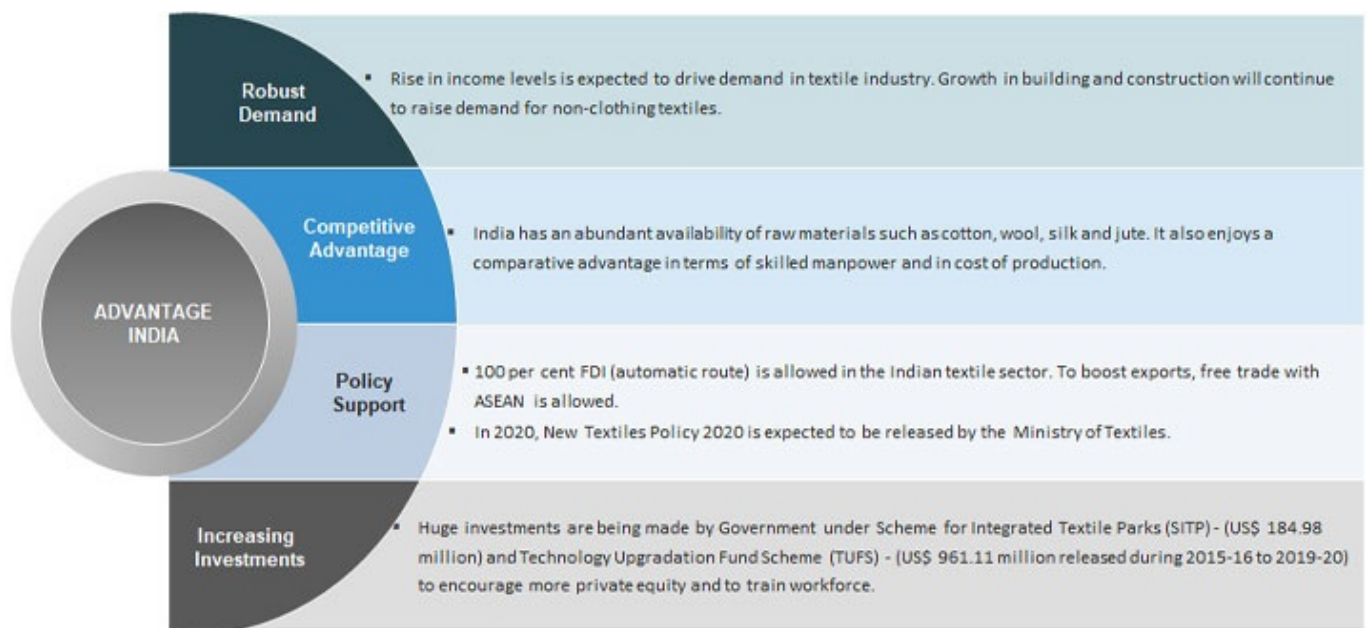 Robust
Demand
▪ Rise in income levels is expected to drive demand in textile industry. Growth in building and construction will continue
to raise demand for non-clothing textiles.
Competitive
Advantage
▪ India has an abundant availability of raw materials such as cotton, wool, silk and jute. It also enjoys a
comparative advantage in terms of skilled manpower and in cost of production.
ADVANTAGE
INDIA
Policy
Support
▪ 100 per cent FDI (automatic route) is allowed in the Indian textile sector. To boost exports, free trade with
ASEAN is allowed.
▪ In 2020, New Textiles Policy 2020 is expected to be released by the Ministry of Textiles.
Increasing
Investments
▪ Huge investments are being made by Government under Scheme for Integrated Textile Parks (SITP) - (US$ 184.98
million) and Technology Upgradation Fund Scheme (TUFS) - (US$ 961.11 million released during 2015-16 to 2019-20)
to encourage more private equity and to train workforce.